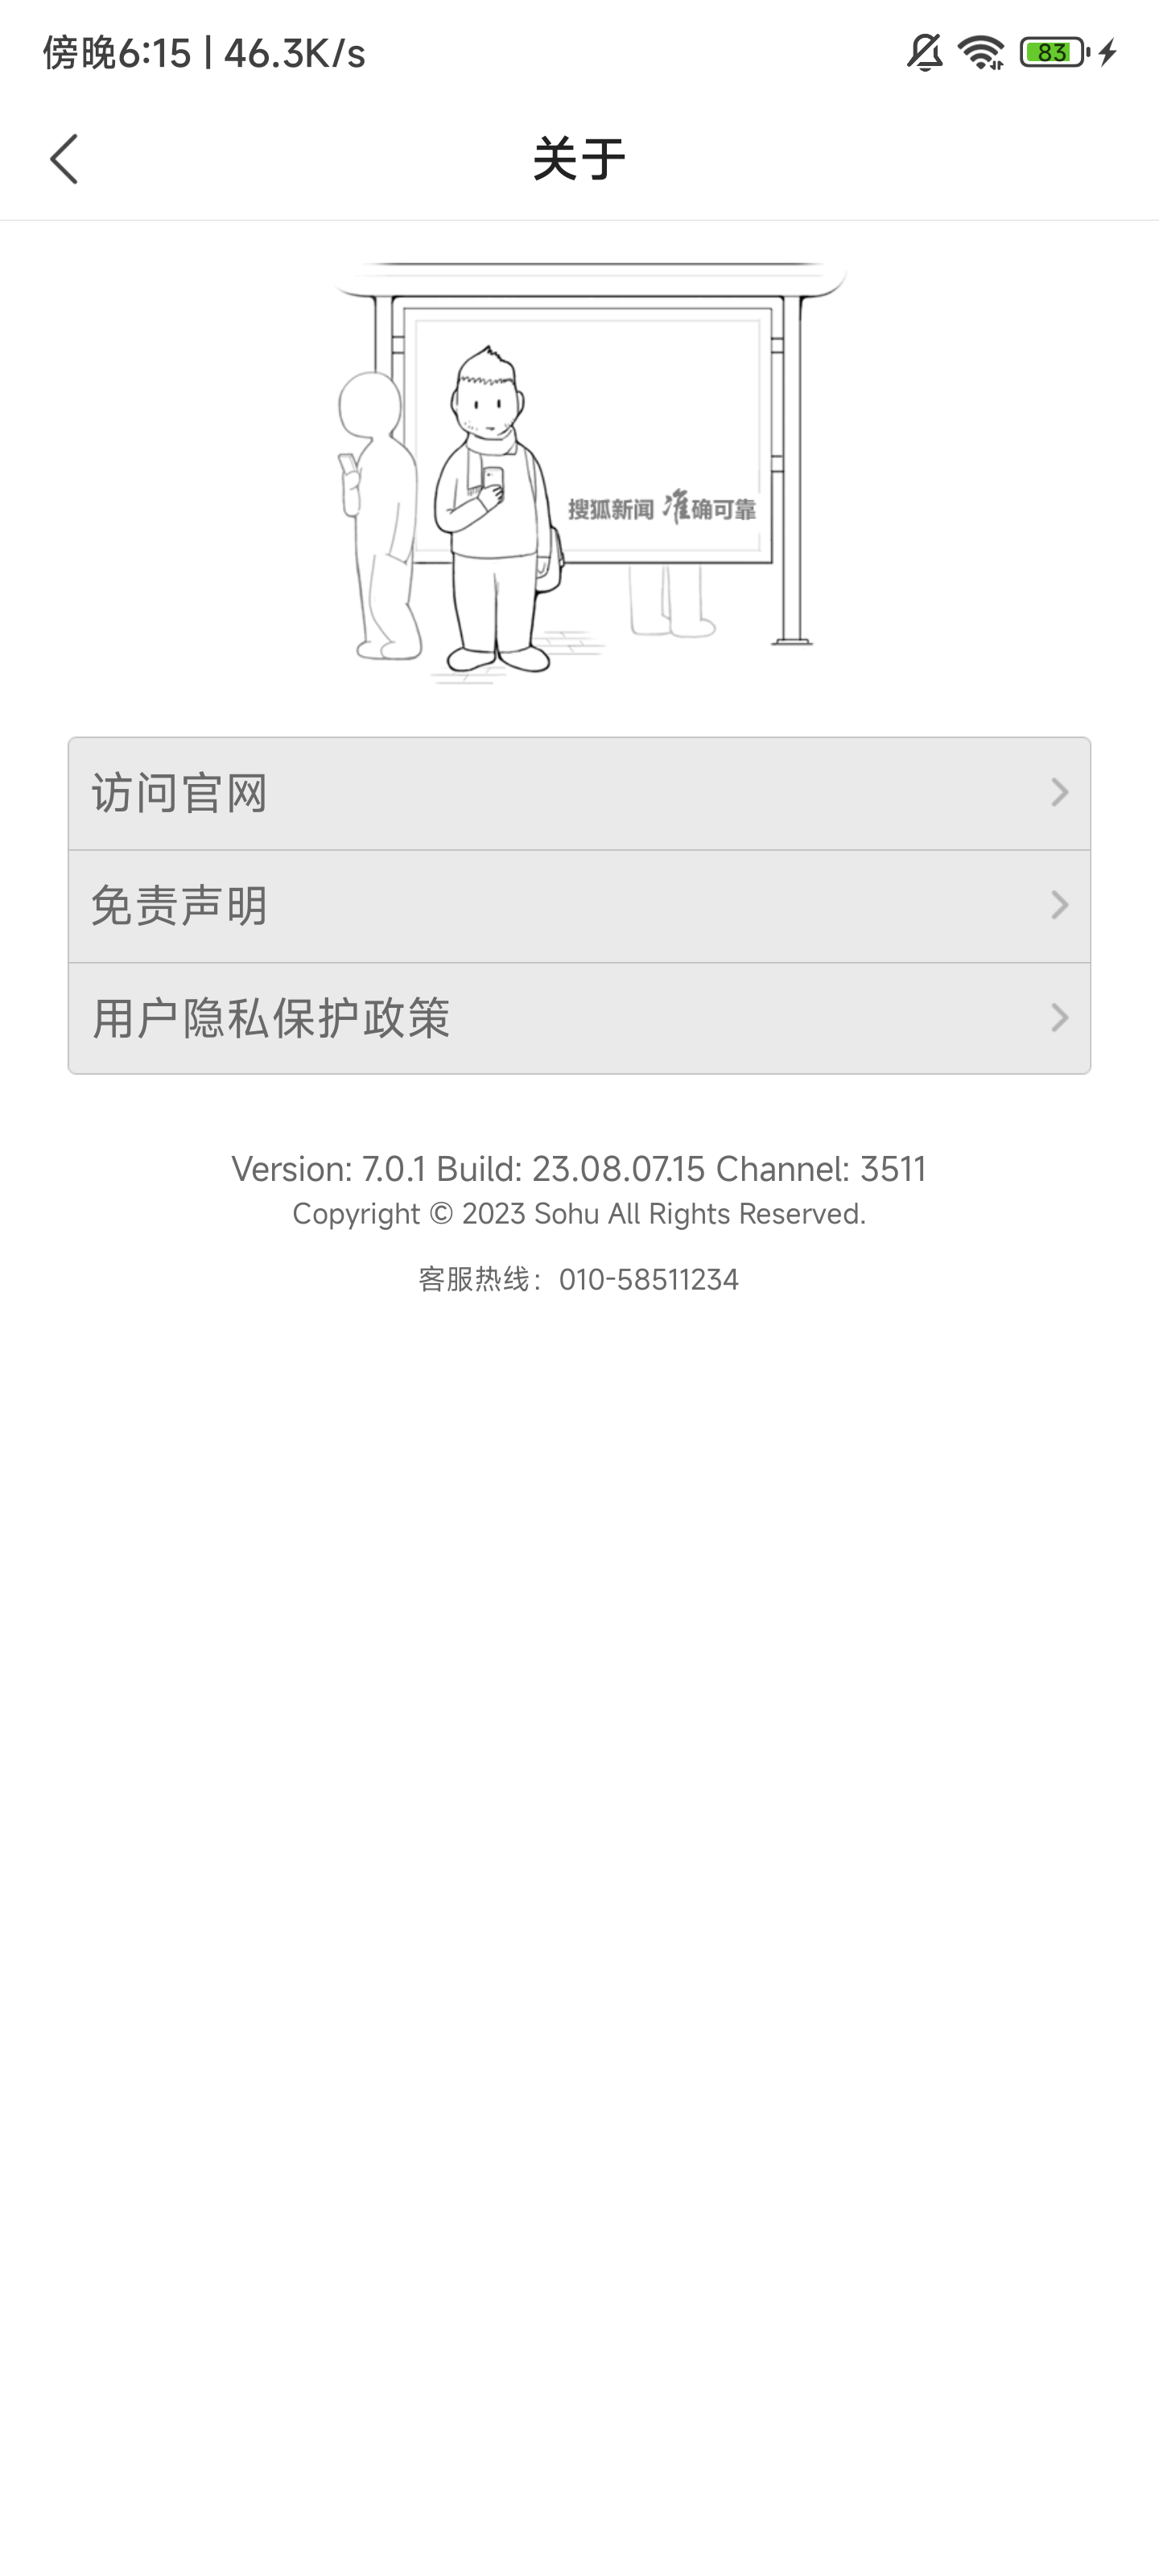 傍晚6:15 | 46.3K/s
83
关于
搜狐新闻 准确可靠
访问官网
免责声明
用户隐私保护政策
Version: 7.0.1 Build: 23.08.07.15 Channel: 3511
Copyright © 2023 Sohu All Rights Reserved.
客服热线：010-58511234